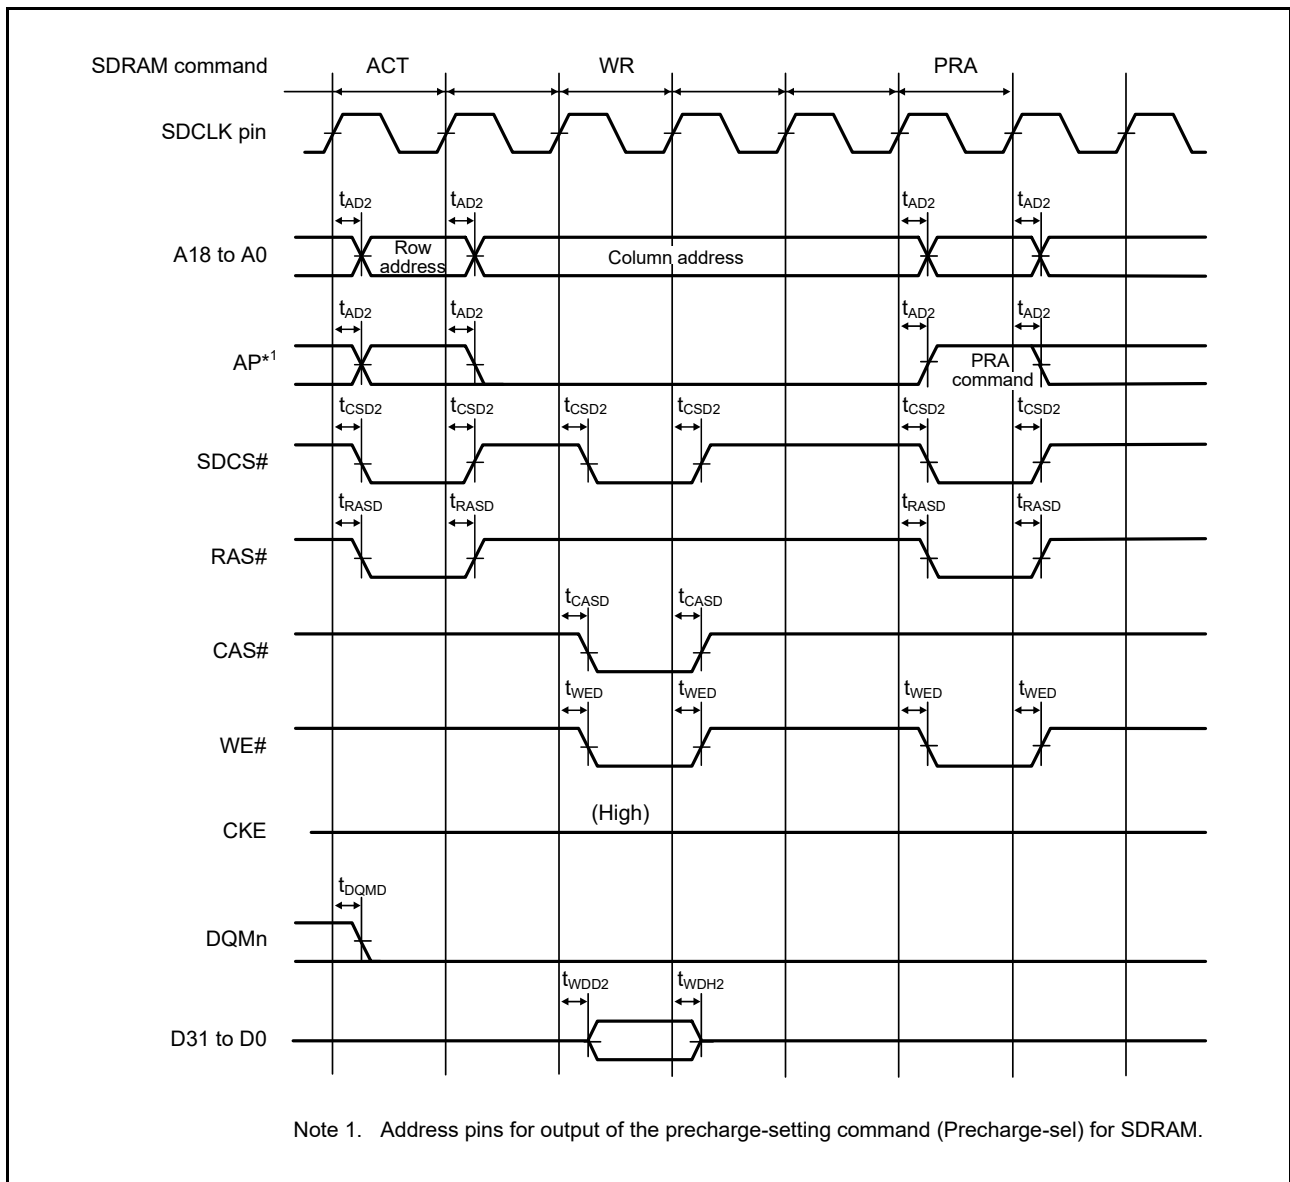 SDRAM command ACT WR PRA
SDCLK pin
tAD2 tAD2 tAD2 tAD2
A18 to A0 Row address Column address
tAD2 tAD2 tAD2 tAD2
AP*1 PRA command
tCSD2 tCSD2 tCSD2 tCSD2 tCSD2 tCSD2
SDCS#
tRASD tRASD tRASD tRASD
RAS#
tCASD tCASD
CAS#
tWED tWED tWED tWED
WE#
(High)
CKE
tDQMD
DQMn
tWDD2 tWDH2
D31 to D0
Note 1. Address pins for output of the precharge-setting command (Precharge-sel) for SDRAM.